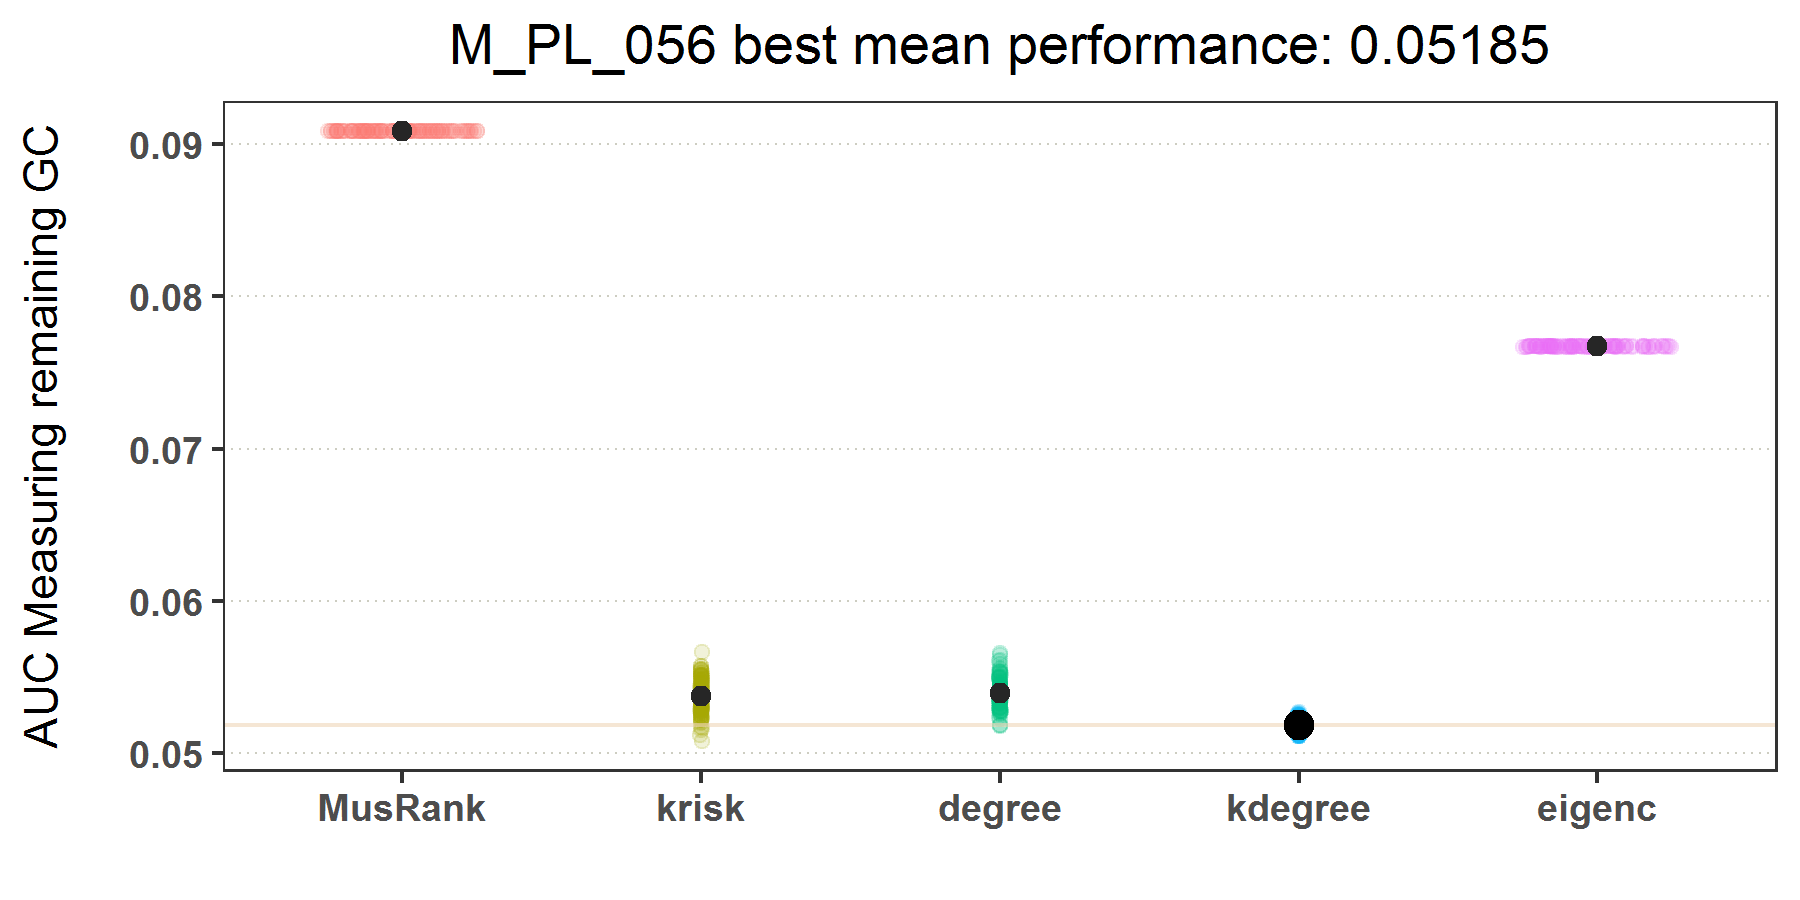 M_PL_056 best mean performance: 0.05185
AUC Measuring remaining GC
0.09
0.08
0.07
0.06
0.05
MusRank krisk degree kdegree eigenc